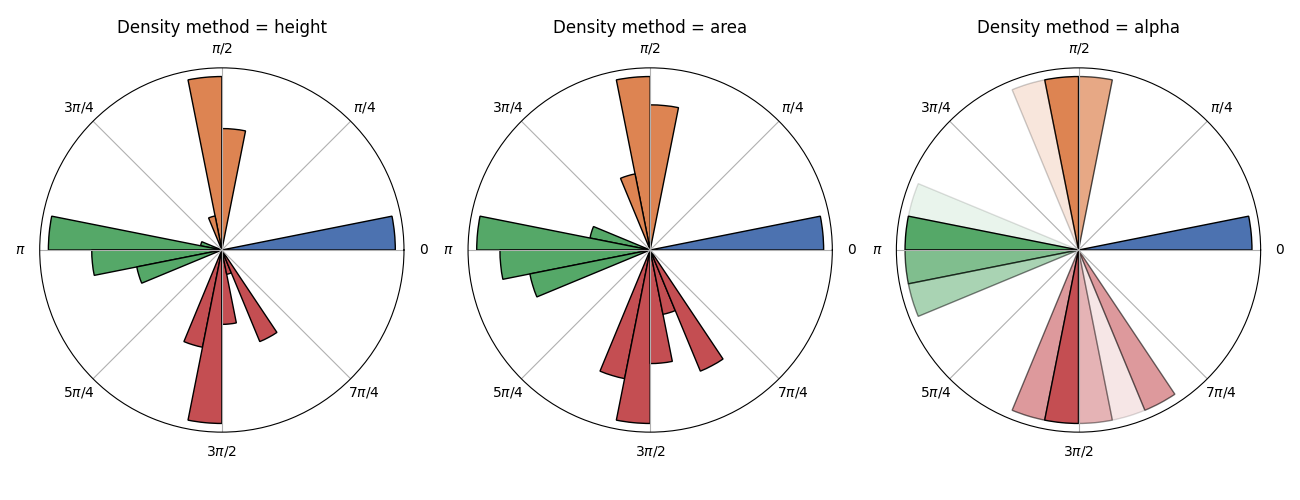 Density method = height
π/2
3π/4
π/4
π
0
5π/4
7π/4
3π/2
Density method = area
π/2
3π/4
π/4
π
0
5π/4
7π/4
3π/2
Density method = alpha
π/2
3π/4
π/4
π
0
5π/4
7π/4
3π/2